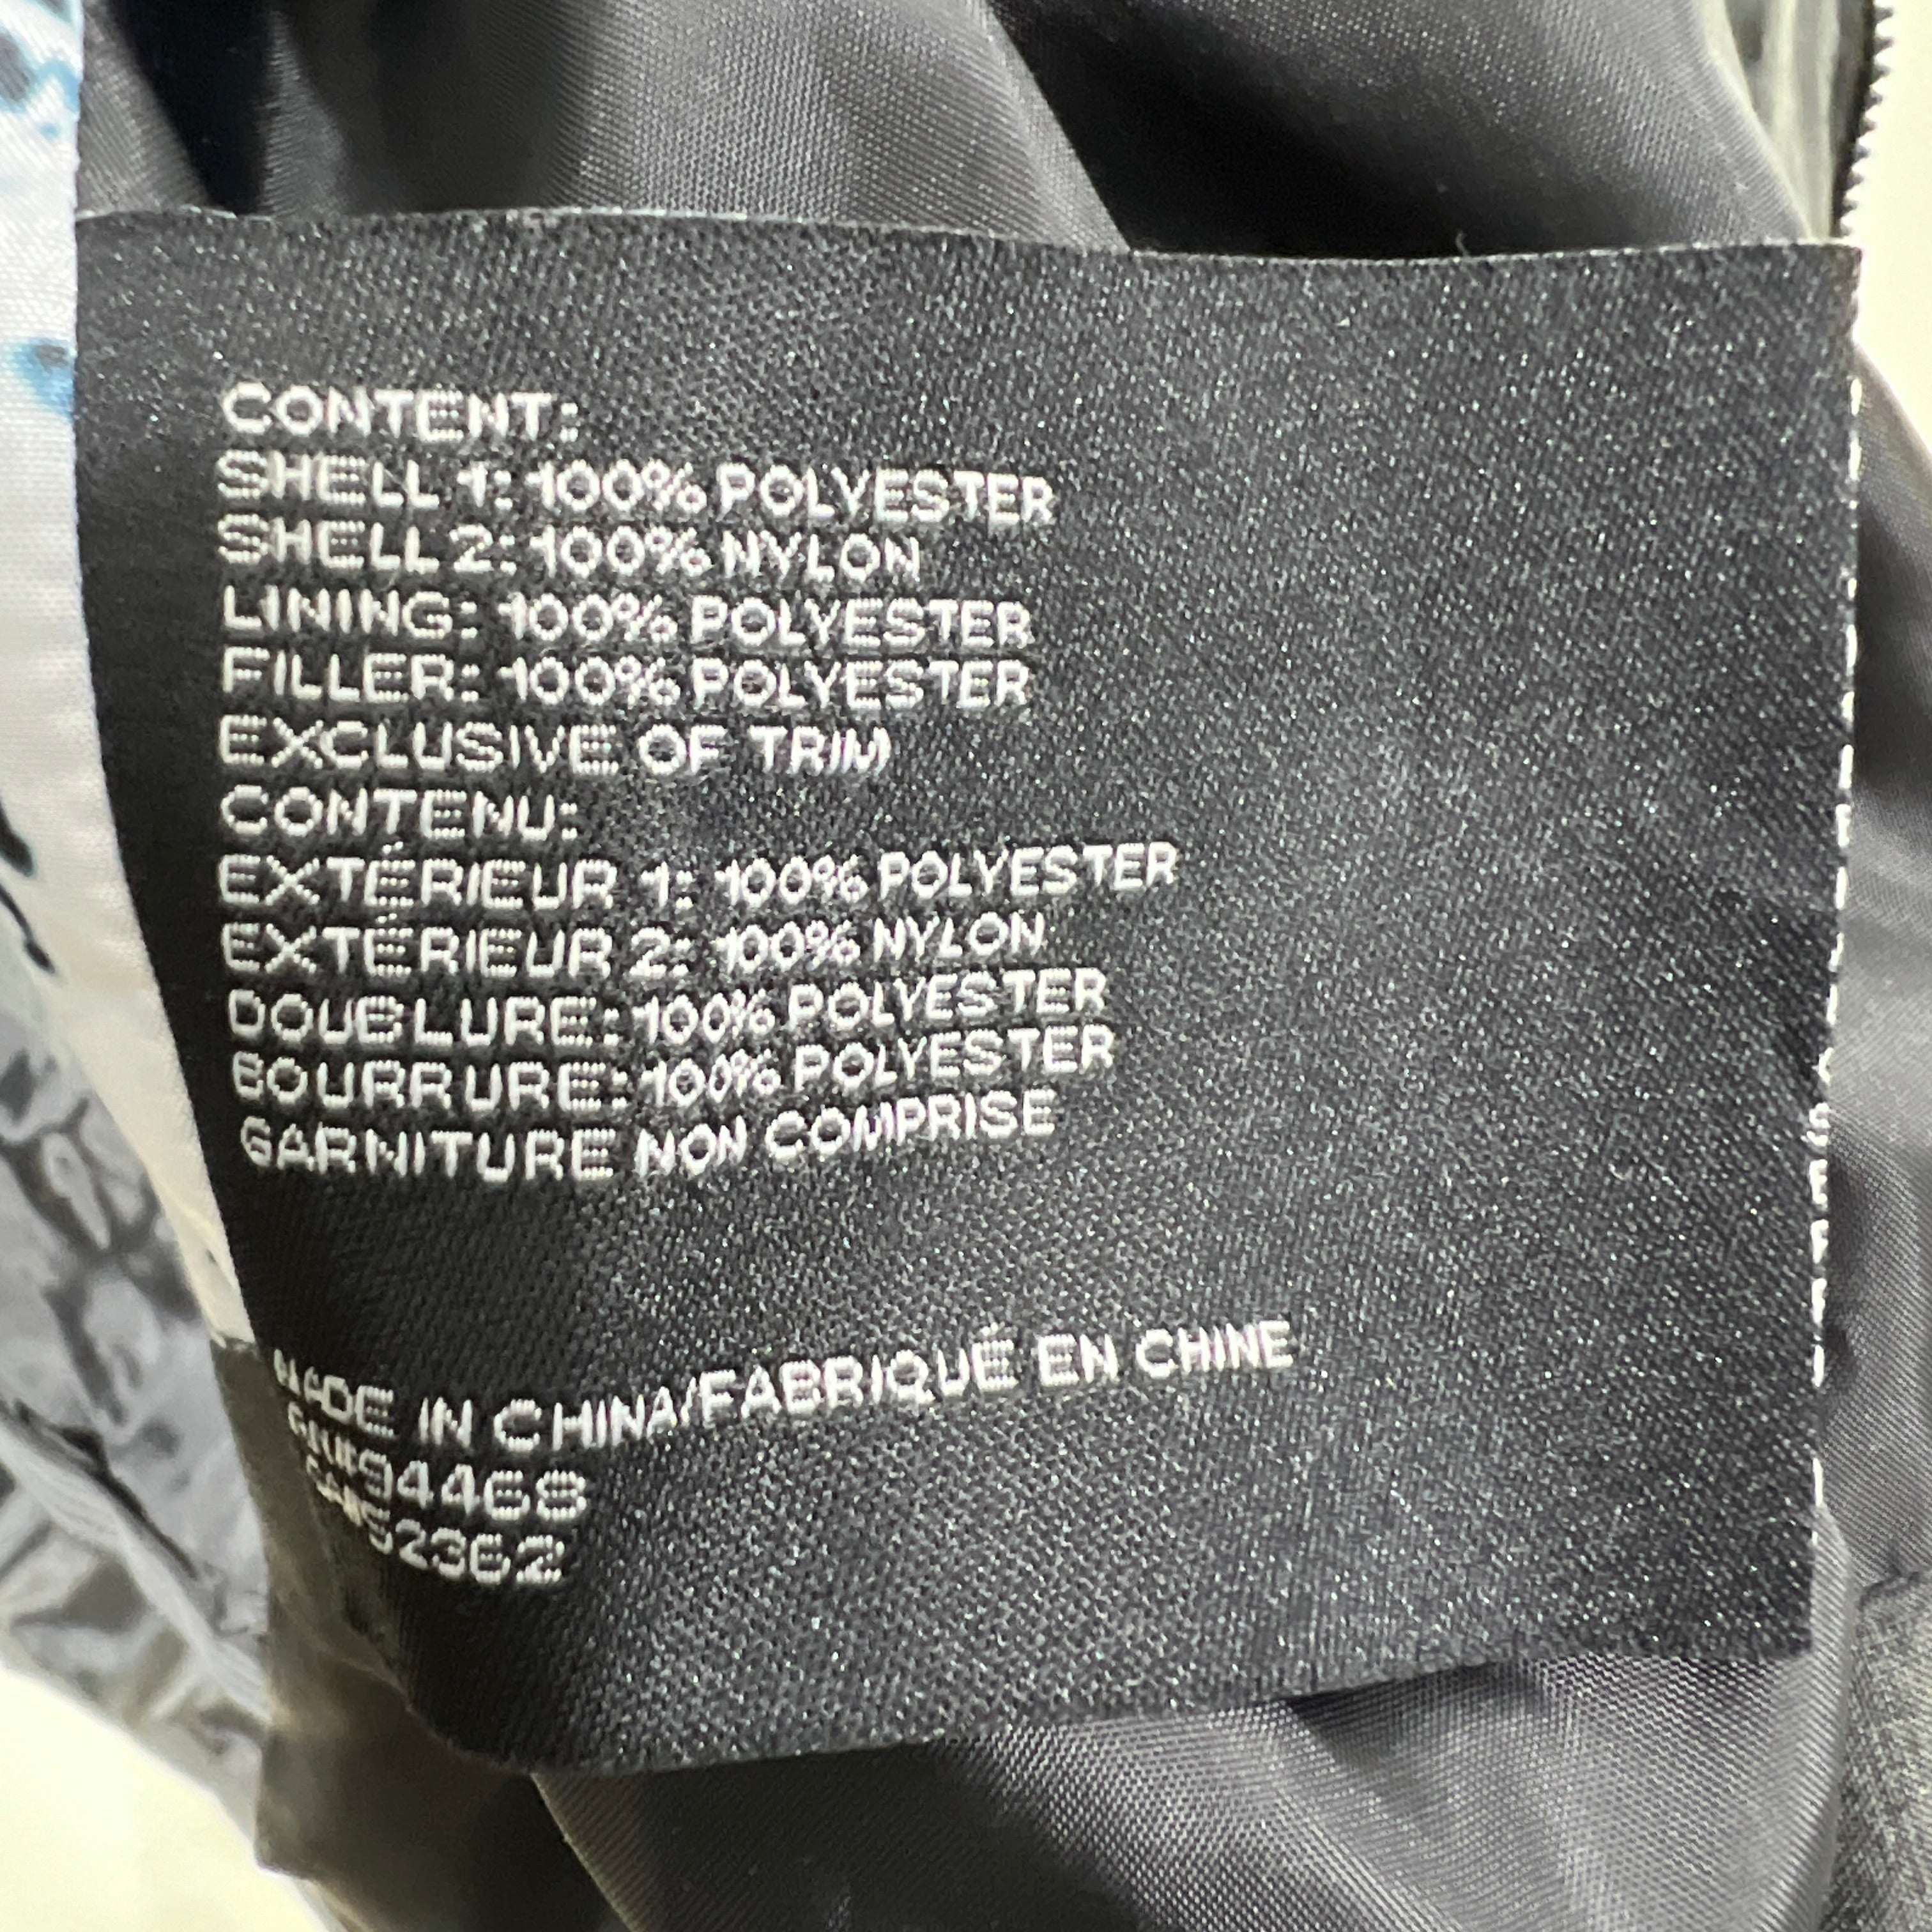 CONTENT:
SHELL 1: 100% POLYESTER
SHELL 2: 100% NYLON
LINING: 100% POLYESTER
FILLER: 100% POLYESTER
EXCLUSIVE OF TRIM
CONTENU:
EXTÉRIEUR 1: 100% POLYESTER
EXTÉRIEUR 2: 100% NYLON
DOUBLURE: 100% POLYESTER
BOURRURE: 100% POLYESTER
GARNITURE NON COMPRISE
MADE IN CHINA/FABRIQUÉ EN CHINE
94468
52362